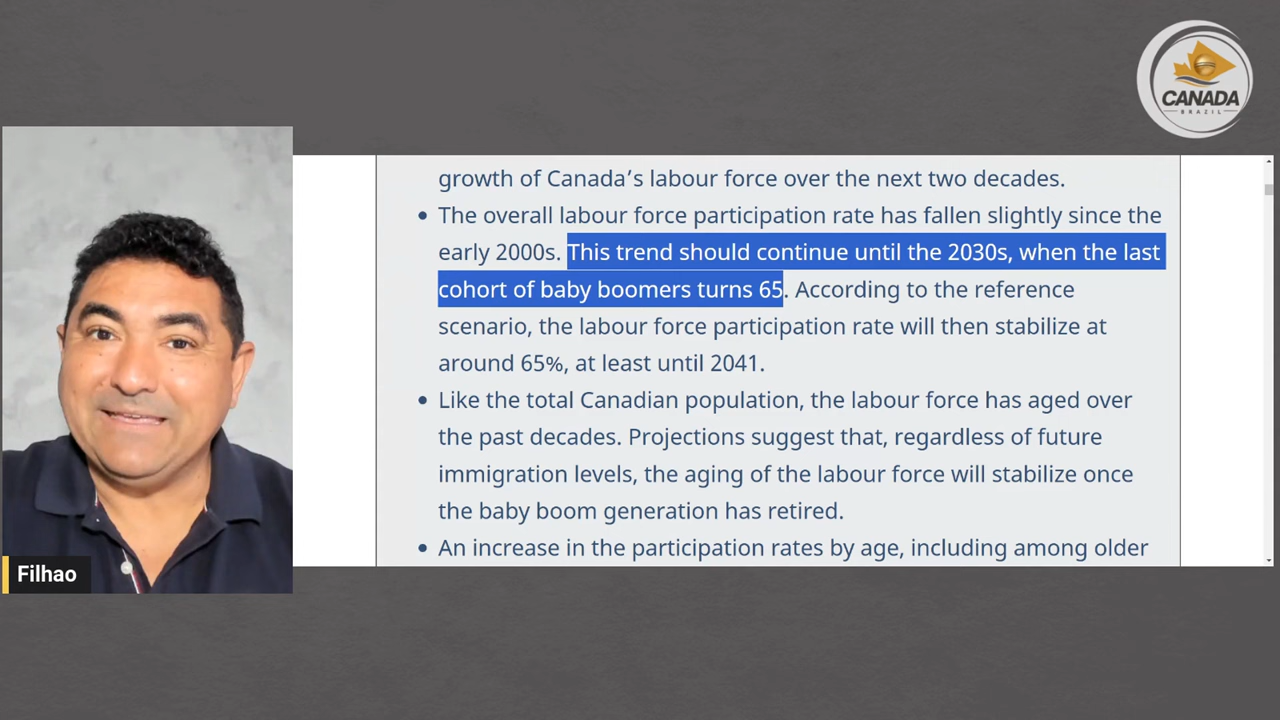 CANADA
BRAZIL
growth of Canada’s labour force over the next two decades.
• The overall labour force participation rate has fallen slightly since the
early 2000s. This trend should continue until the 2030s, when the last
cohort of baby boomers turns 65. According to the reference
scenario, the labour force participation rate will then stabilize at
around 65%, at least until 2041.
• Like the total Canadian population, the labour force has aged over
the past decades. Projections suggest that, regardless of future
immigration levels, the aging of the labour force will stabilize once
the baby boom generation has retired.
• An increase in the participation rates by age, including among older
Filhao